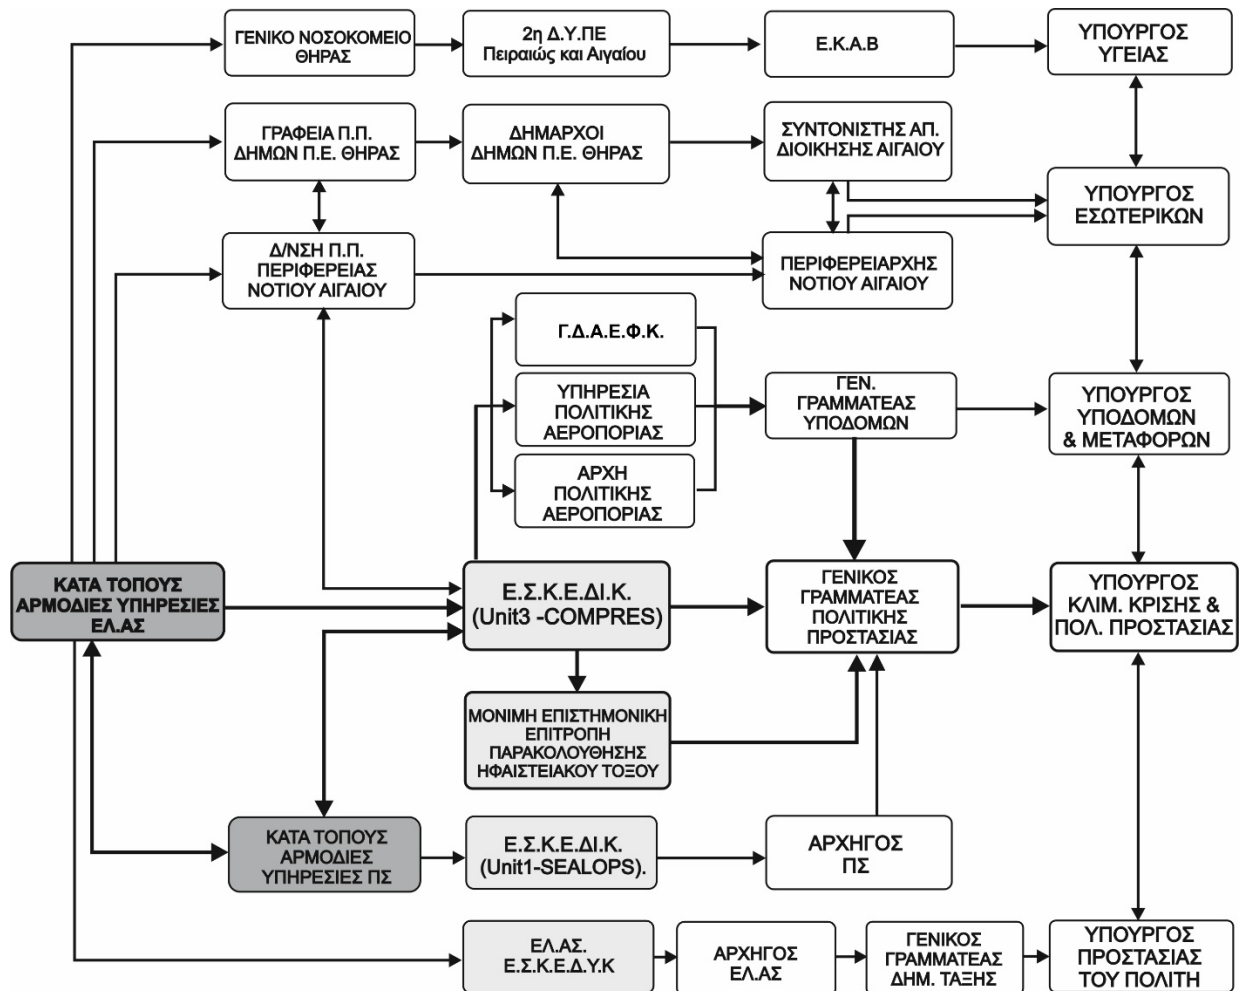 ΓΕΝΙΚΟ ΝΟΣΟΚΟΜΕΙΟ
ΘΗΡΑΣ
2η Δ.Υ.ΠΕ
Πειραιώς και Αιγαίου
Ε.Κ.Α.Β
ΥΠΟΥΡΓΟΣ
ΥΓΕΙΑΣ
ΓΡΑΦΕΙΑ Π.Π.
ΔΗΜΩΝ Π.Ε. ΘΗΡΑΣ
ΔΗΜΑΡΧΟΙ
ΔΗΜΩΝ Π.Ε. ΘΗΡΑΣ
ΣΥΝΤΟΝΙΣΤΗΣ ΑΠ.
ΔΙΟΙΚΗΣΗΣ ΑΙΓΑΙΟΥ
ΥΠΟΥΡΓΟΣ
ΕΣΩΤΕΡΙΚΩΝ
Δ/ΝΣΗ Π.Π.
ΠΕΡΙΦΕΡΕΙΑΣ
ΝΟΤΙΟΥ ΑΙΓΑΙΟΥ
ΠΕΡΙΦΕΡΕΙΑΡΧΗΣ
ΝΟΤΙΟΥ ΑΙΓΑΙΟΥ
Γ.Δ.Α.Ε.Φ.Κ.
ΥΠΗΡΕΣΙΑ
ΠΟΛΙΤΙΚΗΣ
ΑΕΡΟΠΟΡΙΑΣ
ΑΡΧΗ
ΠΟΛΙΤΙΚΗΣ
ΑΕΡΟΠΟΡΙΑΣ
ΓΕΝ.
ΓΡΑΜΜΑΤΕΑΣ
ΥΠΟΔΟΜΩΝ
ΥΠΟΥΡΓΟΣ
ΥΠΟΔΟΜΩΝ
& ΜΕΤΑΦΟΡΩΝ
ΚΑΤΑ ΤΟΠΟΥΣ
ΑΡΜΟΔΙΕΣ ΥΠΗΡΕΣΙΕΣ
ΕΛ.ΑΣ
Ε.Σ.Κ.Ε.ΔΙ.Κ.
(Unit3 -COMPRES)
ΓΕΝΙΚΟΣ
ΓΡΑΜΜΑΤΕΑΣ
ΠΟΛΙΤΙΚΗΣ
ΠΡΟΣΤΑΣΙΑΣ
ΥΠΟΥΡΓΟΣ
ΚΛΙΜ. ΚΡΙΣΗΣ &
ΠΟΛ. ΠΡΟΣΤΑΣΙΑΣ
ΜΟΝΙΜΗ ΕΠΙΣΤΗΜΟΝΙΚΗ
ΕΠΙΤΡΟΠΗ
ΠΑΡΑΚΟΛΟΥΘΗΣΗΣ
ΗΦΑΙΣΤΕΙΑΚΟΥ ΤΟΞΟΥ
ΚΑΤΑ ΤΟΠΟΥΣ
ΑΡΜΟΔΙΕΣ
ΥΠΗΡΕΣΙΕΣ ΠΣ
Ε.Σ.Κ.Ε.ΔΙ.Κ.
(Unit1-SEALOPS).
ΑΡΧΗΓΟΣ
ΠΣ
ΕΛ.ΑΣ.
Ε.Σ.Κ.Ε.Δ.Υ.Κ
ΑΡΧΗΓΟΣ
ΕΛ.ΑΣ
ΓΕΝΙΚΟΣ
ΓΡΑΜΜΑΤΕΑΣ
ΔΗΜ. ΤΑΞΗΣ
ΥΠΟΥΡΓΟΣ
ΠΡΟΣΤΑΣΙΑΣ
ΤΟΥ ΠΟΛΙΤΗ